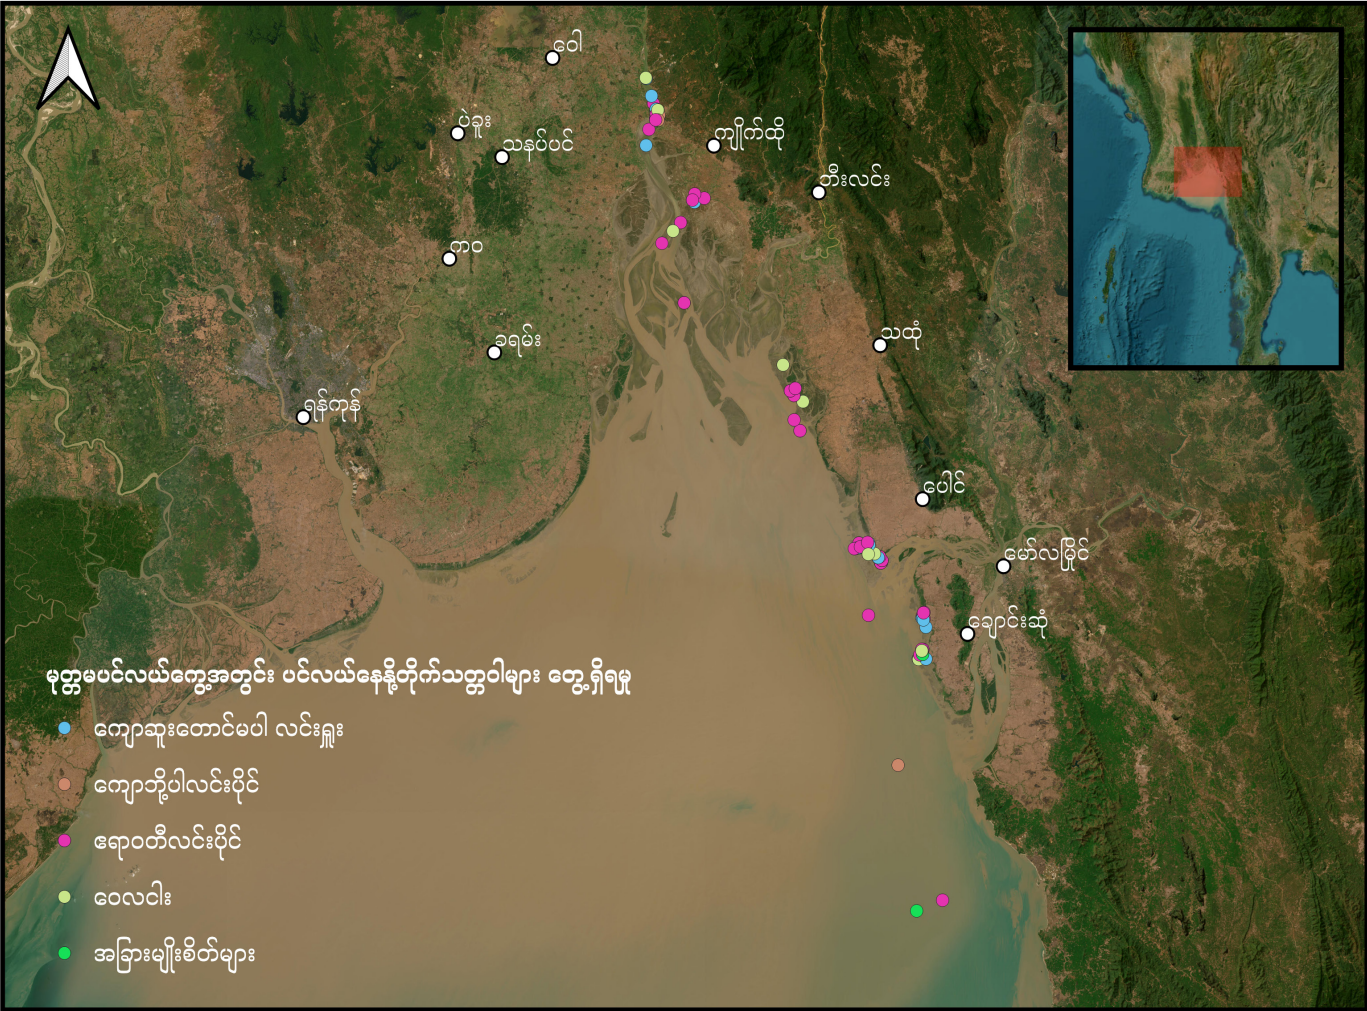 ဝေါ
ပဲခူး
သနပ်ပင်
ကျိုက်ထို
ဘီးလင်း
ကဝ
သထုံ
ခရမ်း
ရန်ကုန်
ပေါင်
မော်လမြိုင်
ချောင်းဆုံ
မုတ္တမပင်လယ်ကွေ့အတွင်း ပင်လယ်နေနို့တိုက်သတ္တဝါများ တွေ့ရှိရမှု
ကျောဆူးတောင်မပါ လင်းရှူး
ကျောဘို့ပါလင်းပိုင်
ဧရာဝတီလင်းပိုင်
ဝေလငါး
အခြားမျိုးစိတ်များ